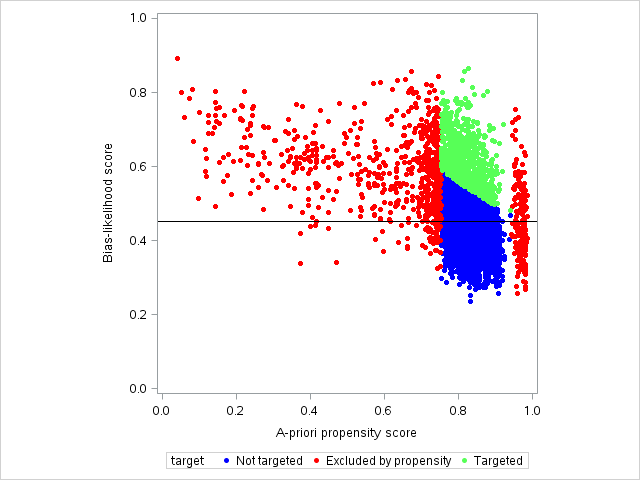 1.0
0.8
0.6
0.4
0.2
0.0
Bias-likelihood score
0.0 0.2 0.4 0.6 0.8 1.0
A-priori propensity score
target Not targeted Excluded by propensity Targeted